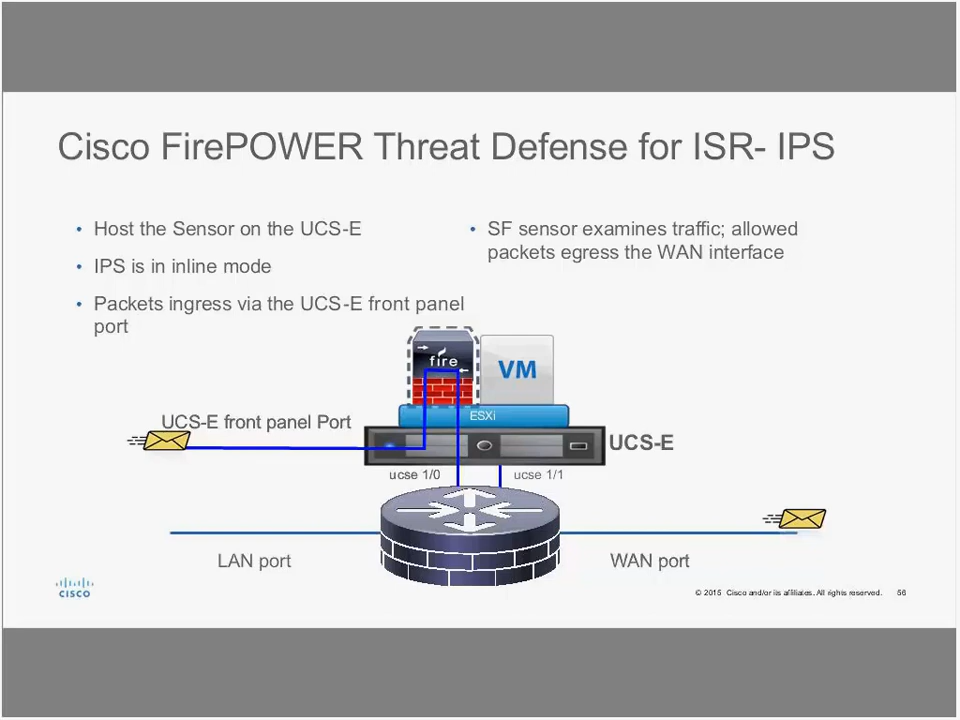 Cisco FirePOWER Threat Defense for ISR- IPS
• Host the Sensor on the UCS-E
• IPS is in inline mode
• Packets ingress via the UCS-E front panel
port
• SF sensor examines traffic; allowed
packets egress the WAN interface
fire
VM
ESXi
UCS-E front panel Port
UCS-E
ucse 1/0
ucse 1/1
LAN port
WAN port
CISCO
© 2015 Cisco and/or its affiliates. All rights reserved. 56